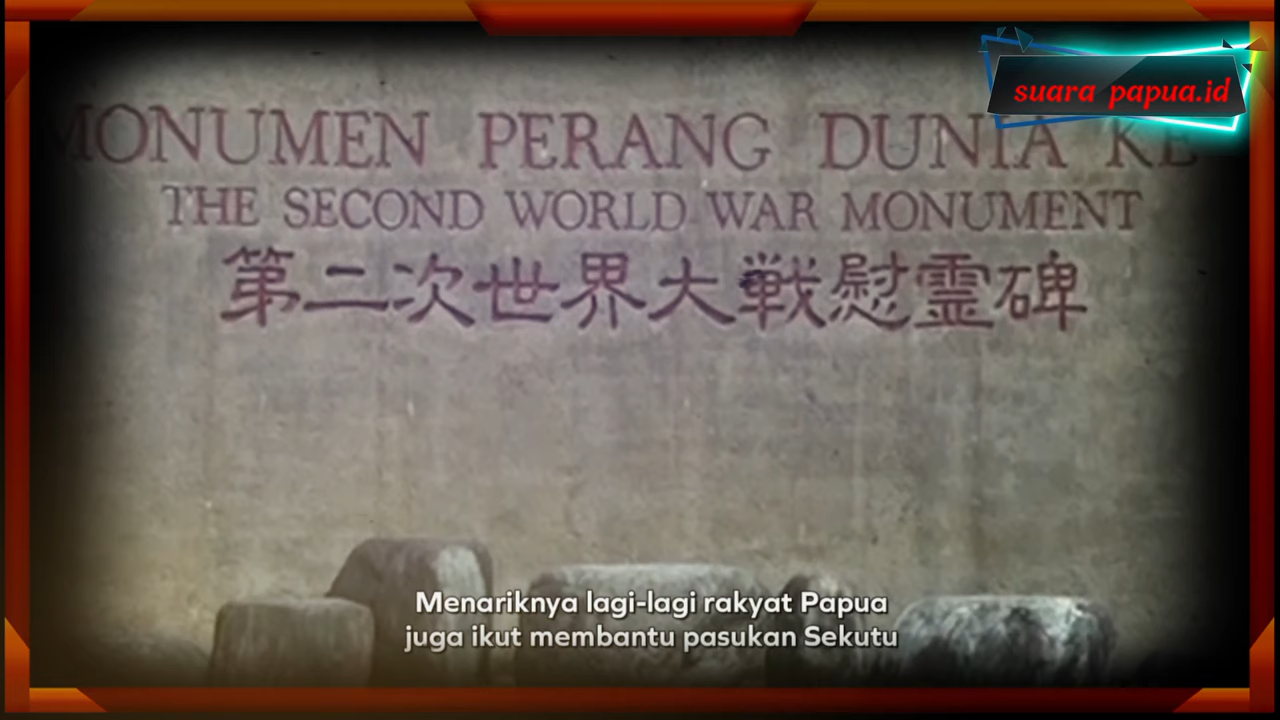 suara papua.id
MONUMEN PERANG DUNIA KE
THE SECOND WORLD WAR MONUMENT
第二次世界大戦慰霊碑
Menariknya lagi-lagi rakyat Papua
juga ikut membantu pasukan Sekutu